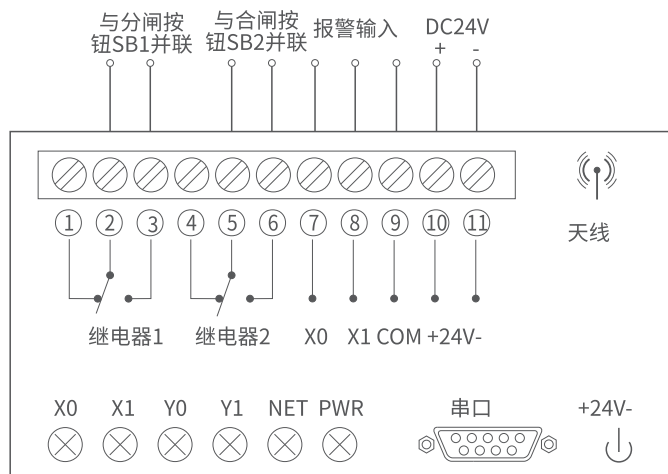 与分闸按
钮SB1并联
与合闸按
钮SB2并联
报警输入
DC24V
+ -
① ② ③ ④ ⑤ ⑥ ⑦ ⑧ ⑨ ⑩ ⑪
天线
继电器1 继电器2 X0 X1 COM +24V-
X0 X1 Y0 Y1 NET PWR 串口 +24V-